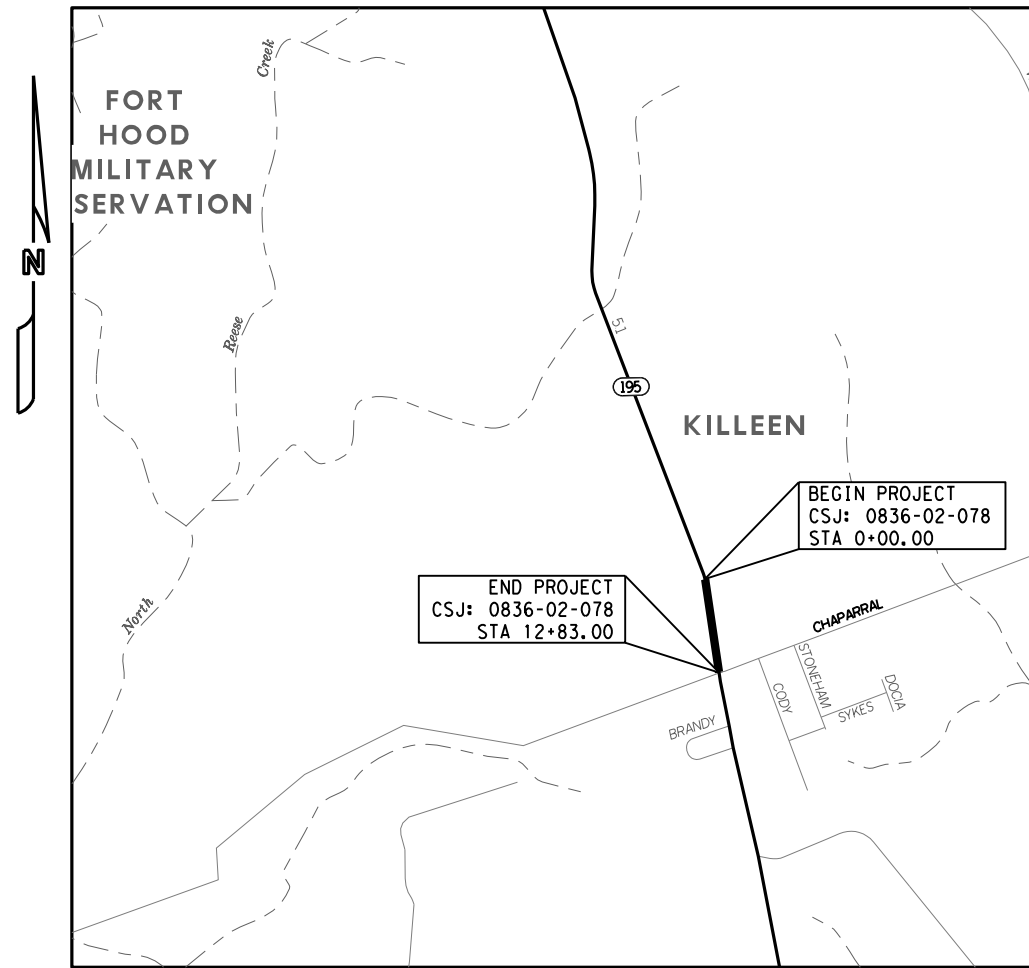 Creek
FORT
HOOD
MILITARY
SERVATION
N
Reese
51
195
KILLEEN
BEGIN PROJECT
CSJ: 0836-02-078
STA 0+00.00
END PROJECT
CSJ: 0836-02-078
STA 12+83.00
North
CHAPARRAL
STONEHAM
CODY
DOCIA
SYKES
BRANDY